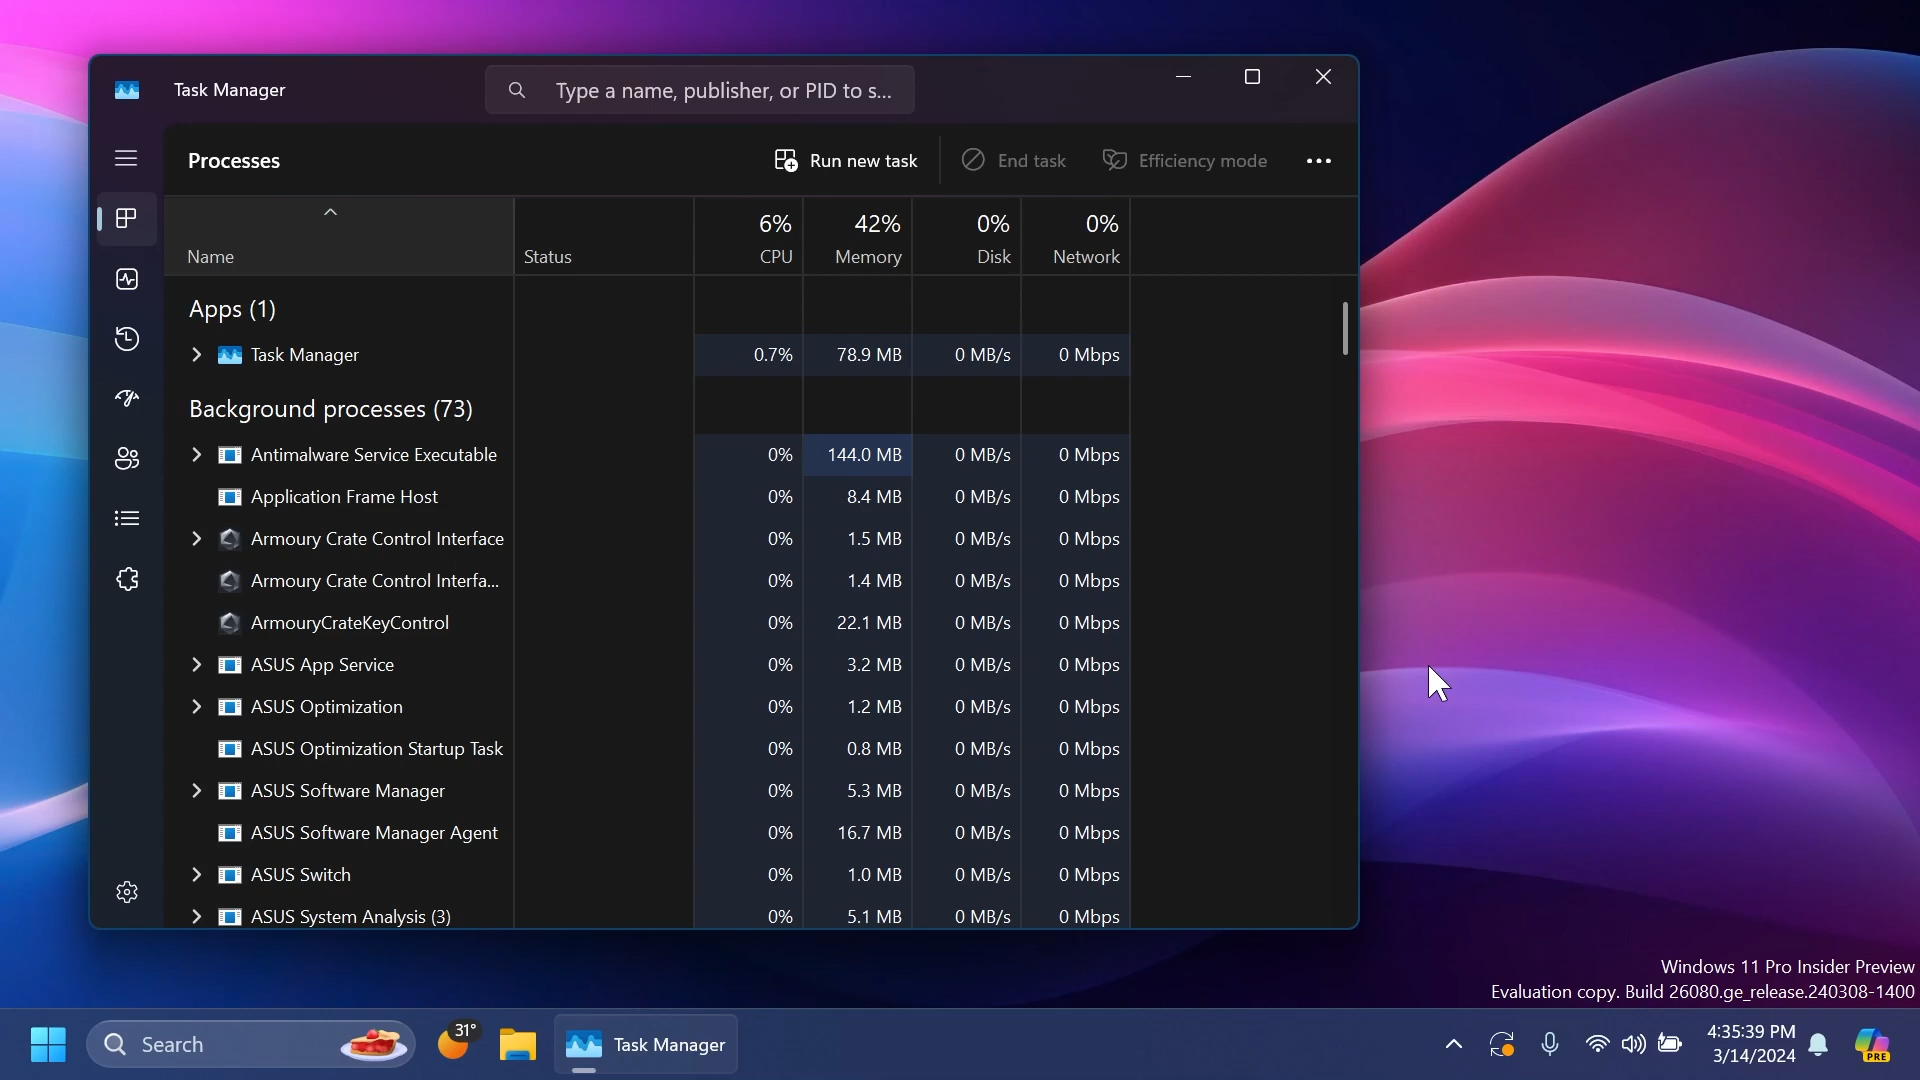 Task Manager
Type a name, publisher, or PID to s...
Processes
Run new task
End task
Efficiency mode
6% 42% 0% 0%
Name Status CPU Memory Disk Network
Apps (1)
Task Manager 0.7% 78.9 MB 0 MB/s 0 Mbps
Background processes (73)
Antimalware Service Executable 0% 144.0 MB 0 MB/s 0 Mbps
Application Frame Host 0% 8.4 MB 0 MB/s 0 Mbps
Armoury Crate Control Interface 0% 1.5 MB 0 MB/s 0 Mbps
Armoury Crate Control Interfa... 0% 1.4 MB 0 MB/s 0 Mbps
ArmouryCrateKeyControl 0% 22.1 MB 0 MB/s 0 Mbps
ASUS App Service 0% 3.2 MB 0 MB/s 0 Mbps
ASUS Optimization 0% 1.2 MB 0 MB/s 0 Mbps
ASUS Optimization Startup Task 0% 0.8 MB 0 MB/s 0 Mbps
ASUS Software Manager 0% 5.3 MB 0 MB/s 0 Mbps
ASUS Software Manager Agent 0% 16.7 MB 0 MB/s 0 Mbps
ASUS Switch 0% 1.0 MB 0 MB/s 0 Mbps
ASUS System Analysis (3) 0% 5.1 MB 0 MB/s 0 Mbps
Windows 11 Pro Insider Preview
Evaluation copy. Build 26080.ge_release.240308-1400
Search
31°
Task Manager
4:35:39 PM
3/14/2024
PRE